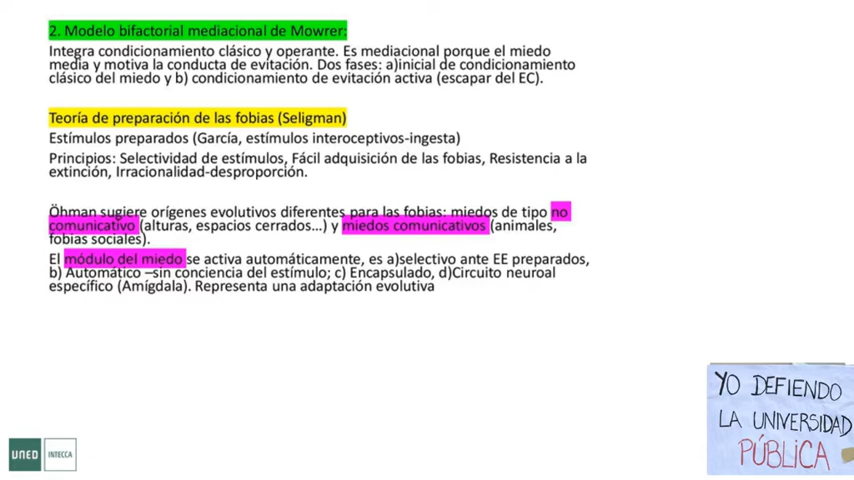 2. Modelo bifactorial mediacional de Mowrer:
Integra condicionamiento clásico y operante. Es mediacional porque el miedo
media y motiva la conducta de evitación. Dos fases: a)inicial de condicionamiento
clásico del miedo y b) condicionamiento de evitación activa (escapar del EC).
Teoría de preparación de las fobias (Seligman)
Estímulos preparados (García, estímulos interoceptivos-ingesta)
Principios: Selectividad de estímulos, Fácil adquisición de las fobias, Resistencia a la
extinción, Irracionalidad-desproporción.
Öhman sugiere orígenes evolutivos diferentes para las fobias: miedos de tipo no
comunicativo (alturas, espacios cerrados...) y miedos comunicativos (animales,
fobias sociales).
El módulo del miedo se activa automáticamente, es a)selectivo ante EE preparados,
b) Automático –sin conciencia del estímulo; c) Encapsulado, d)Circuito neuroal
específico (Amígdala). Representa una adaptación evolutiva
YO DEFIENDO
LA UNIVERSIDAD
PÚBLICA
UNED INTECCA